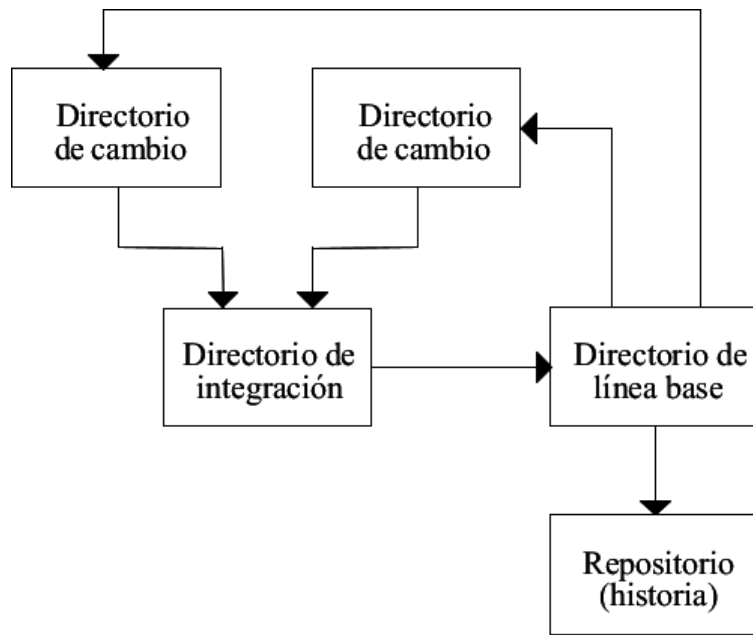 Directorio
de cambio
Directorio
de cambio
Directorio de
integración
Directorio de
línea base
Repositorio
(historia)